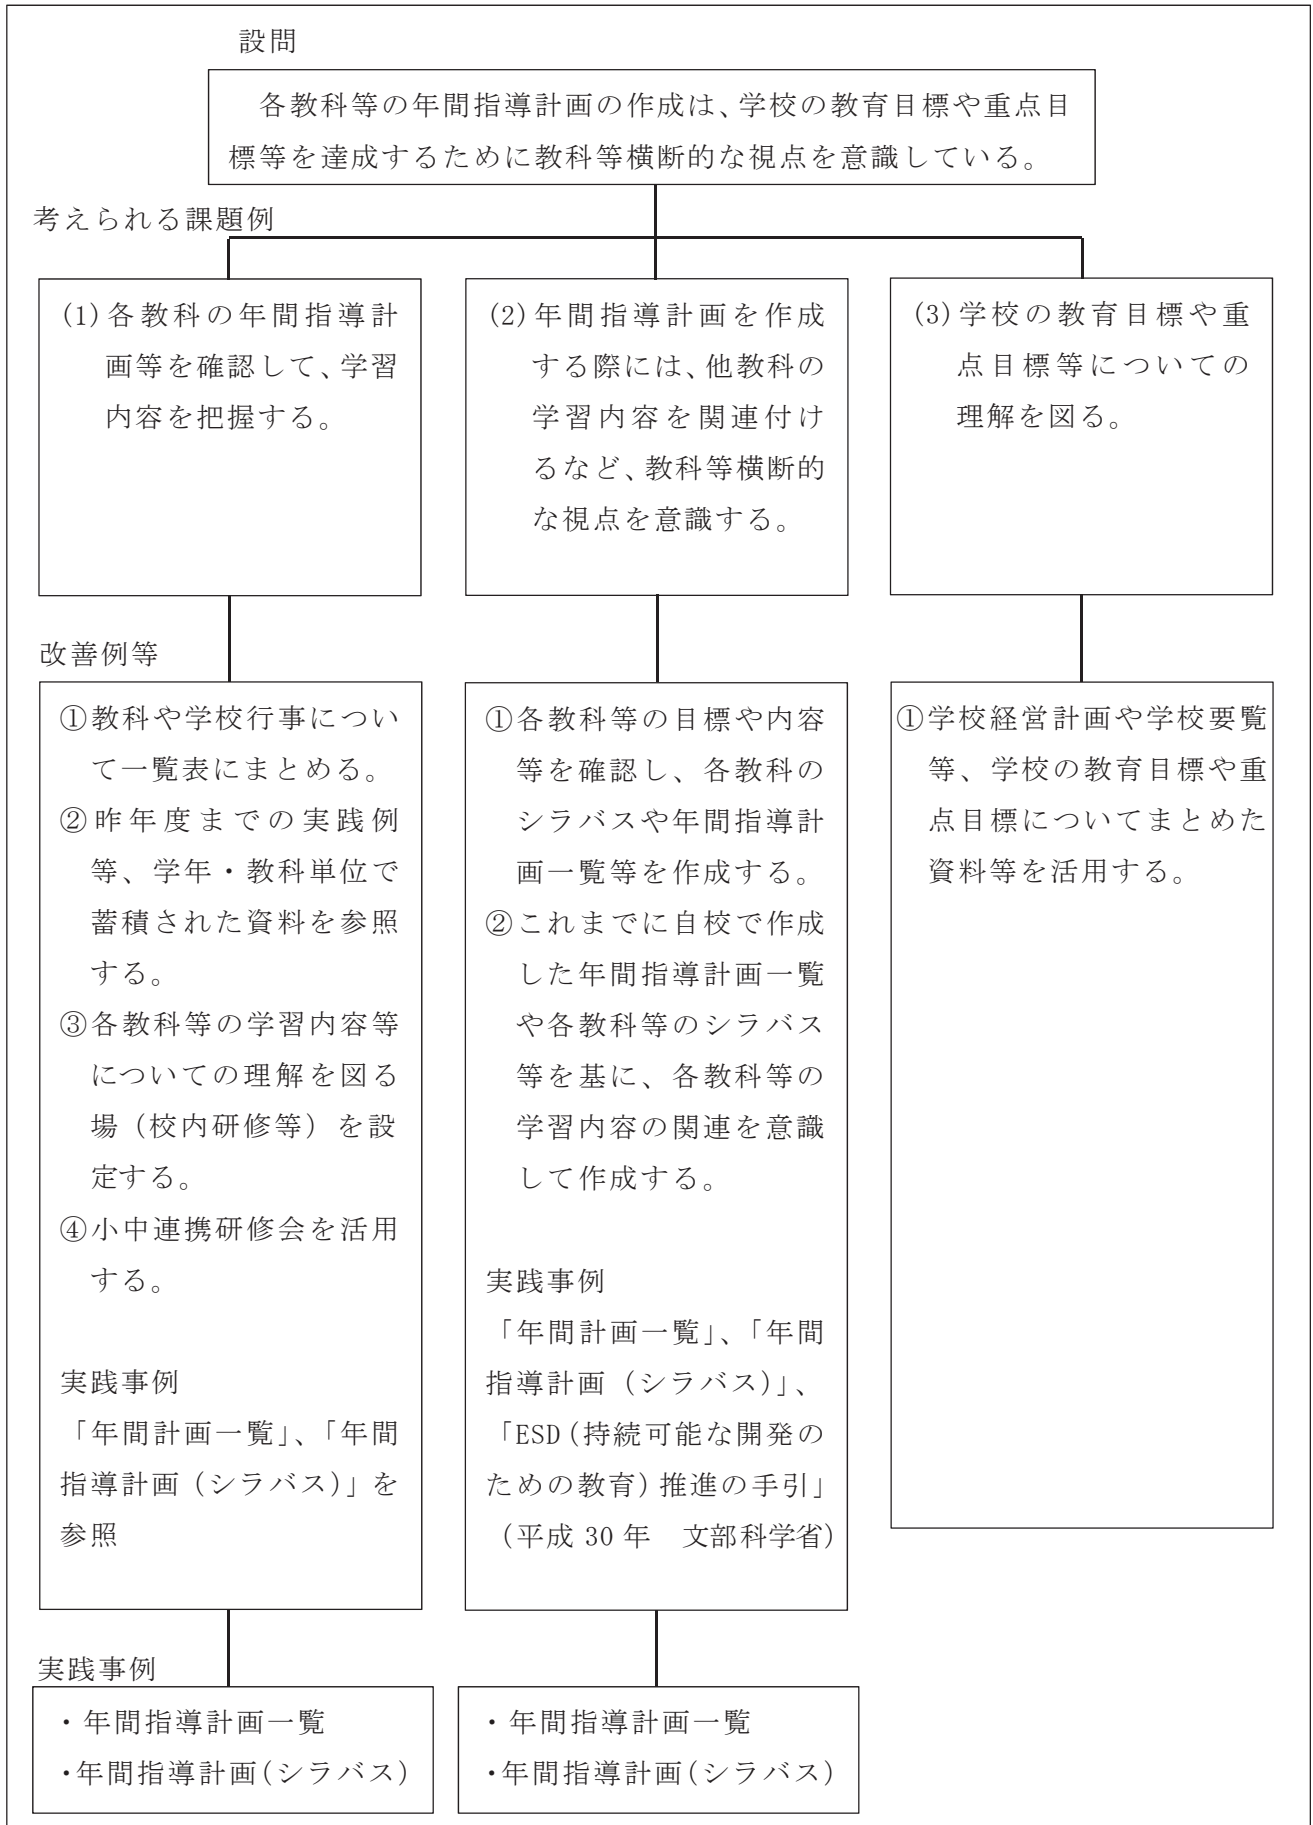 設問
各教科等の年間指導計画の作成は、学校の教育目標や重点目
標等を達成するために教科等横断的な視点を意識している。
考えられる課題例
(1)各教科の年間指導計
画等を確認して、学習
内容を把握する。
(2)年間指導計画を作成
する際には、他教科の
学習内容を関連付け
るなど、教科等横断的
な視点を意識する。
(3)学校の教育目標や重
点目標等についての
理解を図る。
改善例等
①教科や学校行事につい
て一覧表にまとめる。
②昨年度までの実践例
等、学年・教科単位で
蓄積された資料を参照
する。
③各教科等の学習内容等
についての理解を図る
場（校内研修等）を設
定する。
④小中連携研修会を活用
する。
実践事例
「年間計画一覧」、「年間
指導計画（シラバス）」を
参照
①各教科等の目標や内容
等を確認し、各教科の
シラバスや年間指導計
画一覧等を作成する。
②これまでに自校で作成
した年間指導計画一覧
や各教科等のシラバス
等を基に、各教科等の
学習内容の関連を意識
して作成する。
実践事例
「年間計画一覧」、「年間
指導計画（シラバス）」、
「ESD（持続可能な開発の
ための教育）推進の手引」
（平成 30 年　文部科学省）
①学校経営計画や学校要覧
等、学校の教育目標や重
点目標についてまとめた
資料等を活用する。
実践事例
・年間指導計画一覧
・年間指導計画（シラバス）
・年間指導計画一覧
・年間指導計画（シラバス）